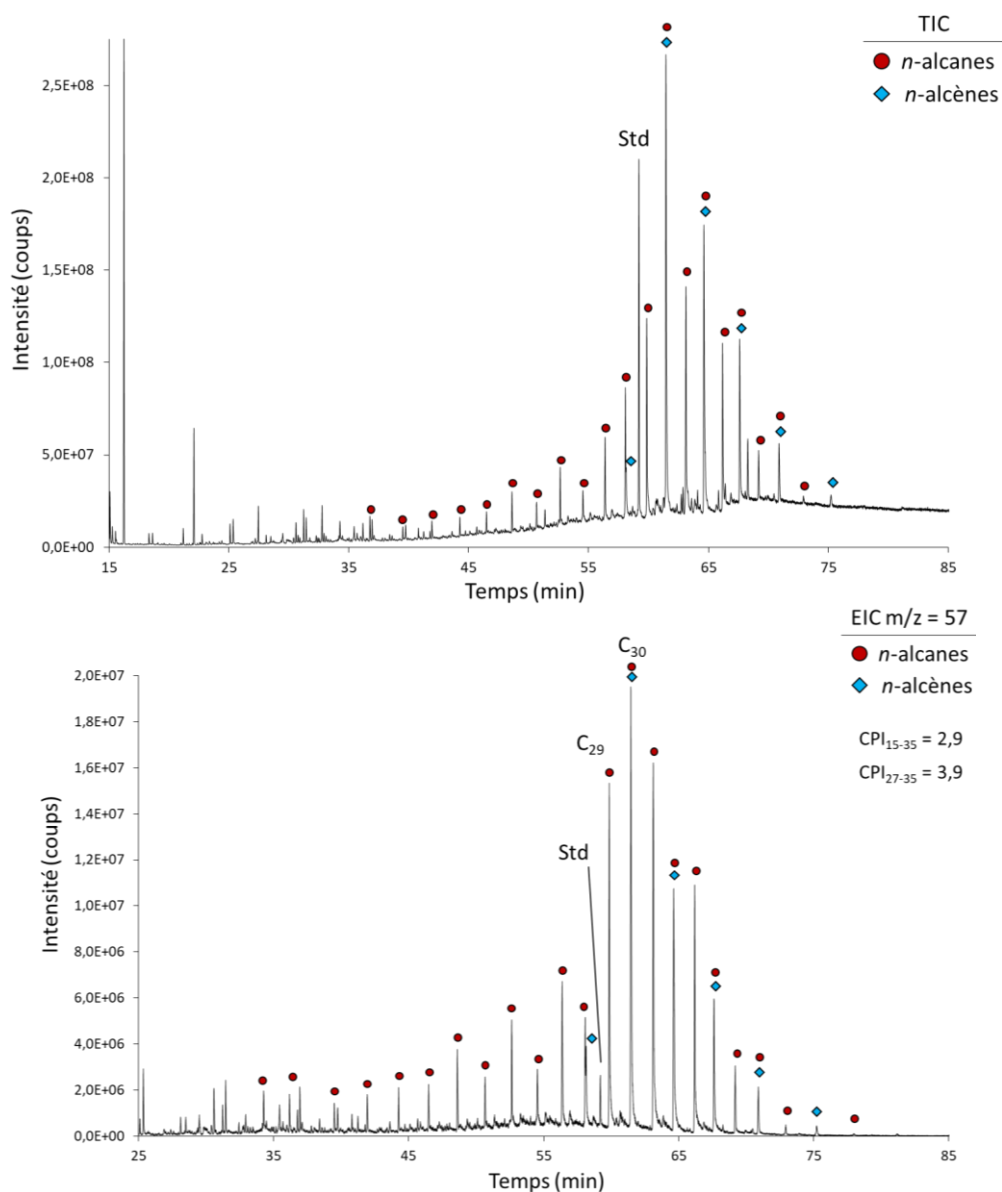 TIC
n-alcanes
n-alcènes
Std
2,5E+08
2,0E+08
1,5E+08
1,0E+08
5,0E+07
0,0E+00
Intensité (coups)
15 25 35 45 55 65 75 85
Temps (min)
EIC m/z = 57
n-alcanes
n-alcènes
CPI15-35 = 2,9
CPI27-35 = 3,9
C30
C29
Std
2,0E+07
1,8E+07
1,6E+07
1,4E+07
1,2E+07
1,0E+07
8,0E+06
6,0E+06
4,0E+06
2,0E+06
0,0E+00
Intensité (coups)
25 35 45 55 65 75 85
Temps (min)